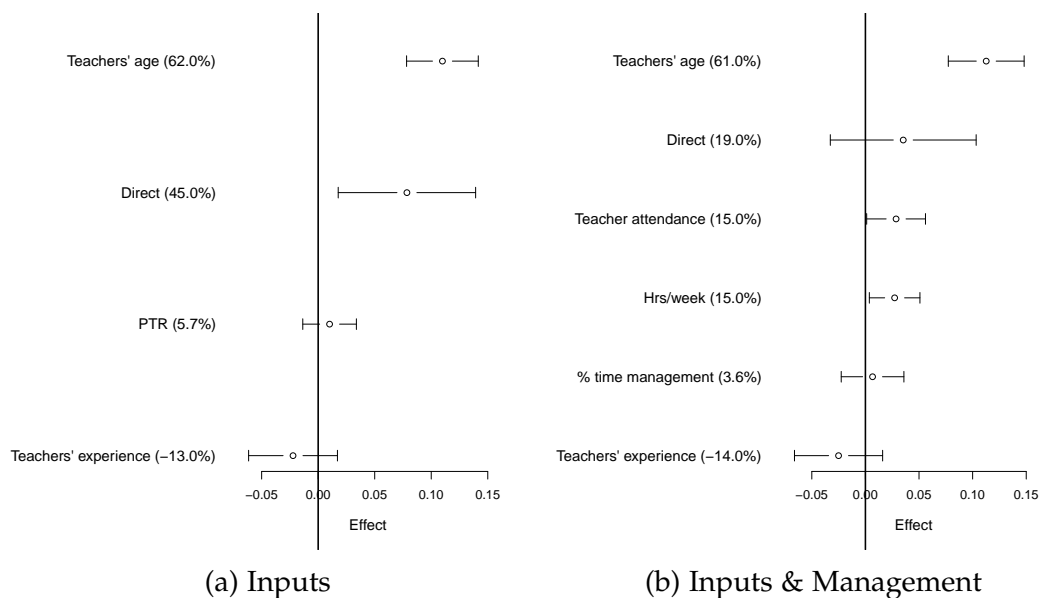 Teachers' age (62.0%)
Direct (45.0%)
PTR (5.7%)
Teachers' experience (−13.0%)
−0.05 0.00 0.05 0.10 0.15
Effect
(a) Inputs
Teachers' age (61.0%)
Direct (19.0%)
Teacher attendance (15.0%)
Hrs/week (15.0%)
% time management (3.6%)
Teachers' experience (−14.0%)
−0.05 0.00 0.05 0.10 0.15
Effect
(b) Inputs & Management